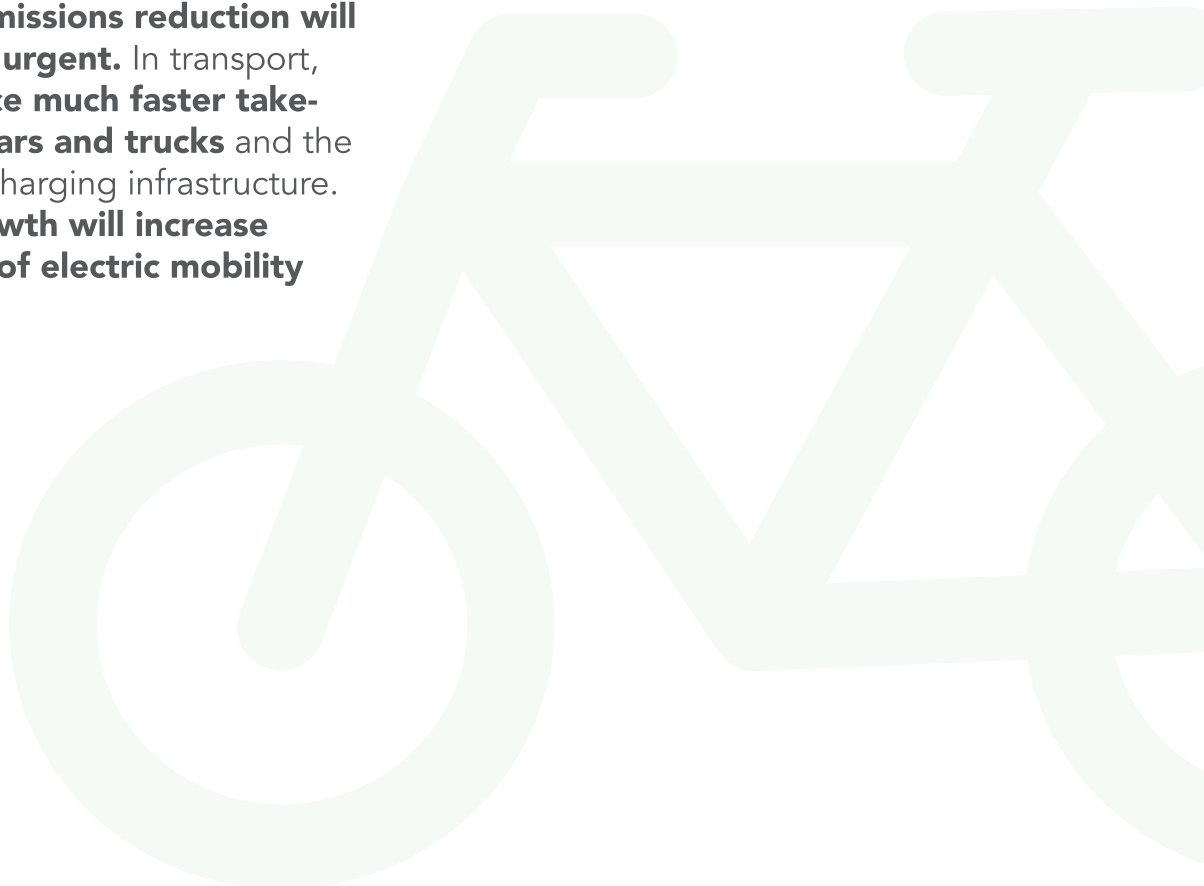 missions reduction will
urgent. In transport,
ce much faster take-
ars and trucks and the
harging infrastructure.
wth will increase
of electric mobility